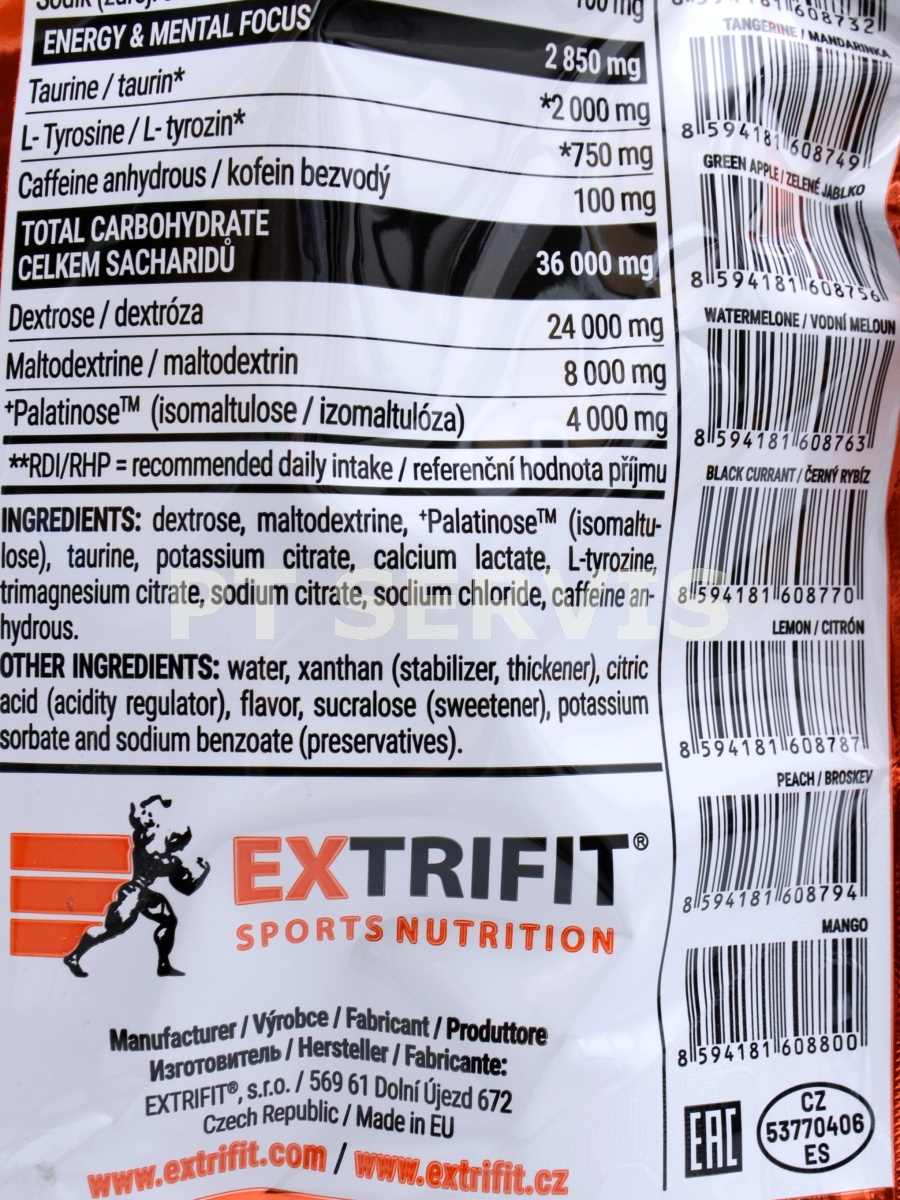 100 mg
ENERGY & MENTAL FOCUS 2 850 mg
Taurine / taurin* *2 000 mg
L- Tyrosine / L- tyrozin* *750 mg
Caffeine anhydrous / kofein bezvodý 100 mg
TOTAL CARBOHYDRATE
CELKEM SACHARIDŮ 36 000 mg
Dextrose / dextróza 24 000 mg
Maltodextrine / maltodextrin 8 000 mg
+Palatinose™ (isomaltulose / izomaltulóza) 4 000 mg
**RDI/RHP = recommended daily intake / referenční hodnota příjmu
INGREDIENTS: dextrose, maltodextrine, +Palatinose™ (isomaltu-
lose), taurine, potassium citrate, calcium lactate, L-tyrozine,
trimagnesium citrate, sodium citrate, sodium chloride, caffeine an-
hydrous.
OTHER INGREDIENTS: water, xanthan (stabilizer, thickener), citric
acid (acidity regulator), flavor, sucralose (sweetener), potassium
sorbate and sodium benzoate (preservatives).
PT SERVIS
EXTRIFIT®
SPORTS NUTRITION
Manufacturer / Výrobce / Fabricant / Produttore
Изготовитель / Hersteller / Fabricante:
EXTRIFIT®, s.r.o. / 569 61 Dolní Újezd 672
Czech Republic / Made in EU
www.extrifit.com / www.extrifit.cz
8 594181 608732
TANGERINE / MANDARINKA
8 594181 608749
GREEN APPLE / ZELENÉ JABLKO
8 594181 608756
WATERMELONE / VODNÍ MELOUN
8 594181 608763
BLACK CURRANT / ČERNÝ RYBÍZ
8 594181 608770
LEMON / CITRÓN
8 594181 608787
PEACH / BROSKEV
8 594181 608794
MANGO
8 594181 608800
EAC
CZ
53770406
ES